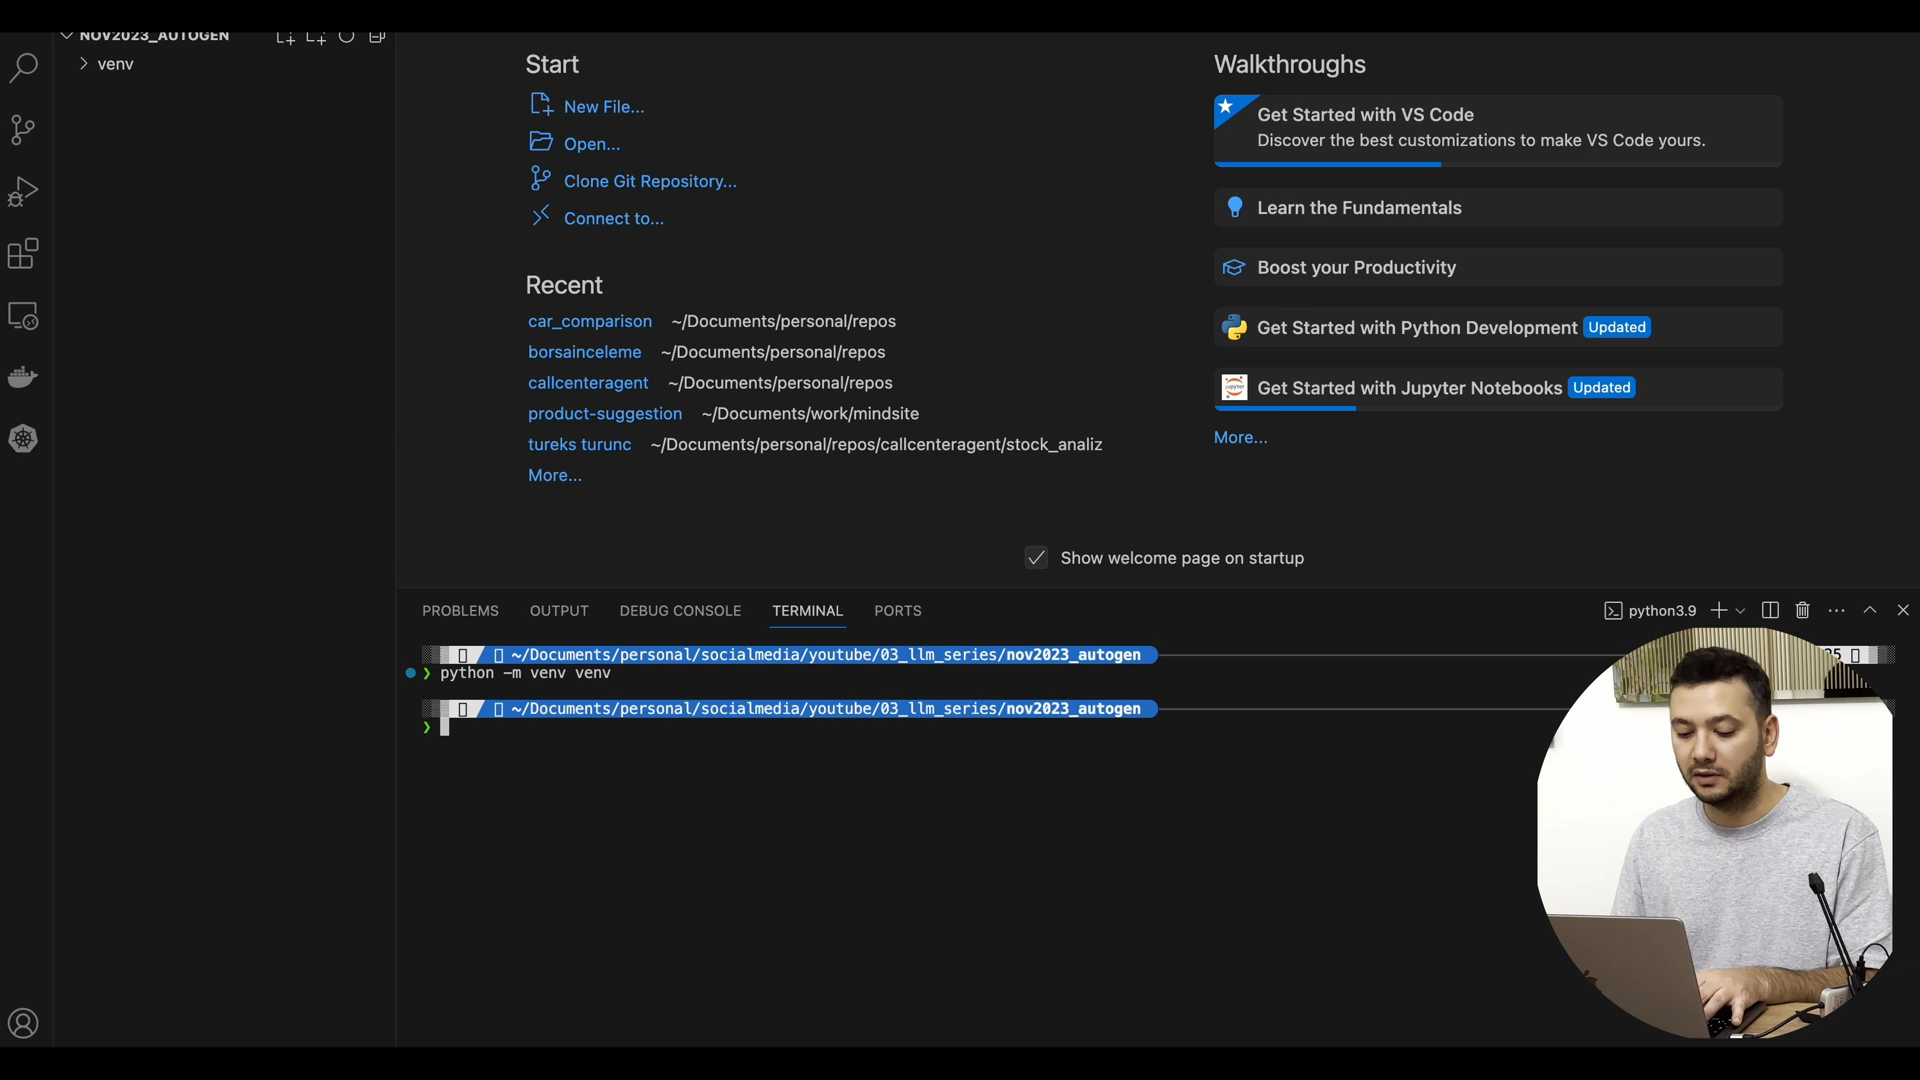 NOV2023_AUTOGEN
venv
Start
New File...
Open...
Clone Git Repository...
Connect to...
Recent
car_comparison ~/Documents/personal/repos
borsainceleme ~/Documents/personal/repos
callcenteragent ~/Documents/personal/repos
product-suggestion ~/Documents/work/mindsite
tureks turunc ~/Documents/personal/repos/callcenteragent/stock_analiz
More...
Walkthroughs
Get Started with VS Code
Discover the best customizations to make VS Code yours.
Learn the Fundamentals
Boost your Productivity
Get Started with Python Development Updated
Get Started with Jupyter Notebooks Updated
More...
Show welcome page on startup
PROBLEMS OUTPUT DEBUG CONSOLE TERMINAL PORTS
python3.9
~/Documents/personal/socialmedia/youtube/03_llm_series/nov2023_autogen
❯ python -m venv venv
~/Documents/personal/socialmedia/youtube/03_llm_series/nov2023_autogen
❯